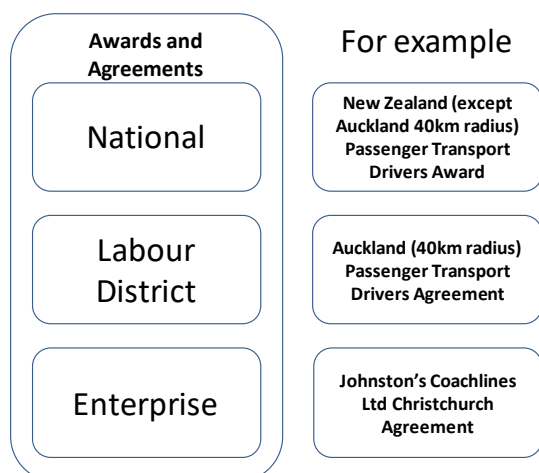 Awards and
Agreements
For example
National
New Zealand (except
Auckland 40km radius)
Passenger Transport
Drivers Award
Labour
District
Auckland (40km radius)
Passenger Transport
Drivers Agreement
Enterprise
Johnston’s Coachlines
Ltd Christchurch
Agreement